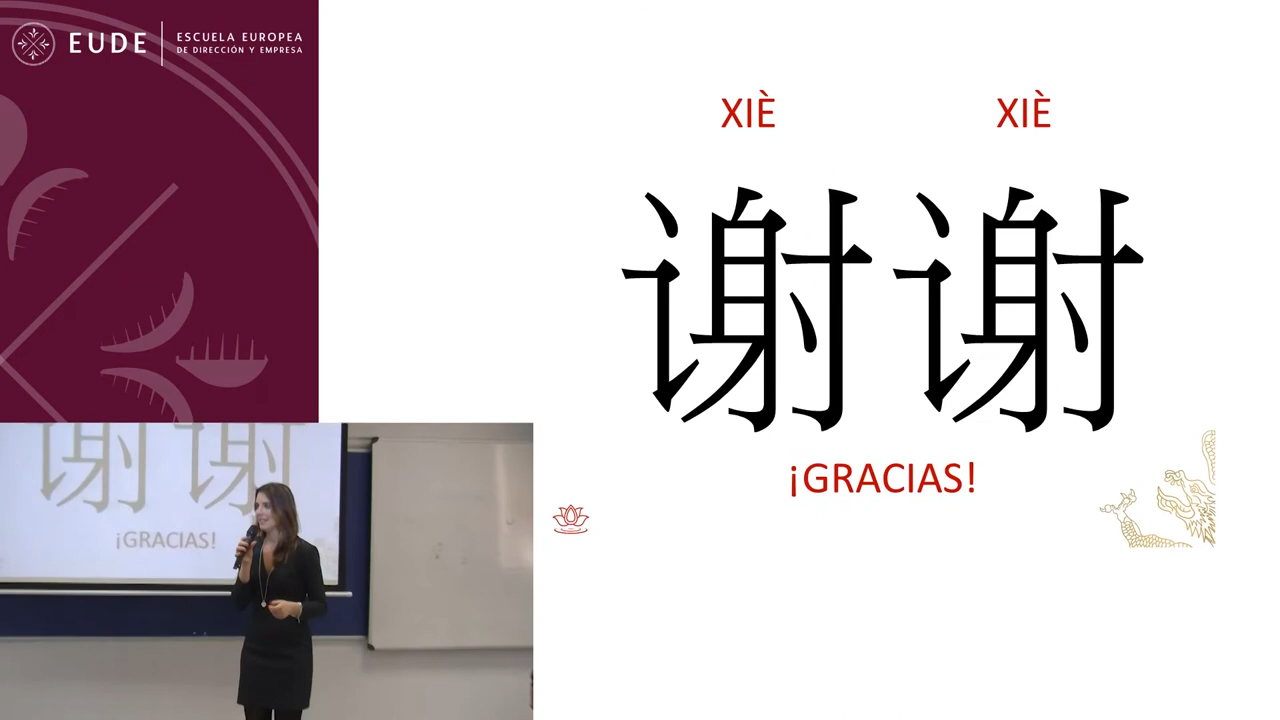 EUDE
ESCUELA EUROPEA
DE DIRECCIÓN Y EMPRESA
XIÈ XIÈ
谢谢
¡GRACIAS!
谢谢
¡GRACIAS!